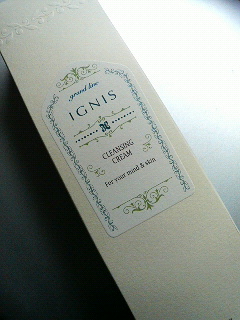 grand line
IGNIS
CLEANSING
CREAM
For your mind & skin